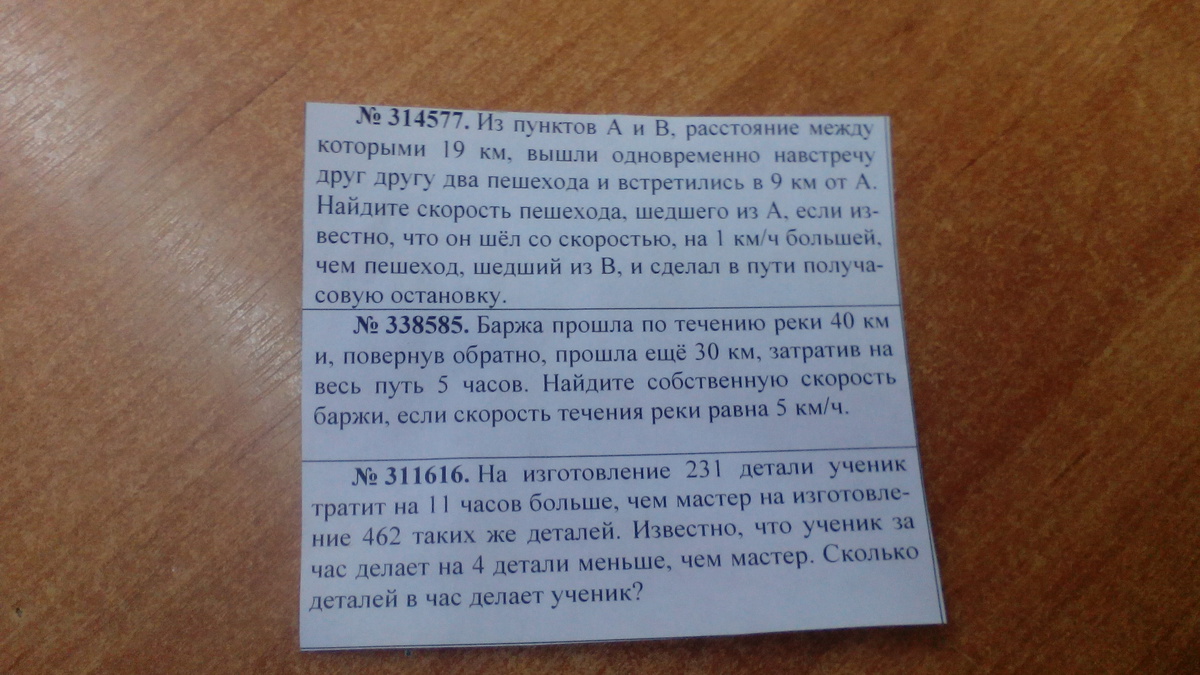 № 314577. Из пунктов А и В, расстояние между
которыми 19 км, вышли одновременно навстречу
друг другу два пешехода и встретились в 9 км от А.
Найдите скорость пешехода, шедшего из А, если из-
вестно, что он шёл со скоростью, на 1 км/ч большей,
чем пешеход, шедший из В, и сделал в пути получа-
совую остановку.
№ 338585. Баржа прошла по течению реки 40 км
и, повернув обратно, прошла ещё 30 км, затратив на
весь путь 5 часов. Найдите собственную скорость
баржи, если скорость течения реки равна 5 км/ч.
№ 311616. На изготовление 231 детали ученик
тратит на 11 часов больше, чем мастер на изготовле-
ние 462 таких же деталей. Известно, что ученик за
час делает на 4 детали меньше, чем мастер. Сколько
деталей в час делает ученик?